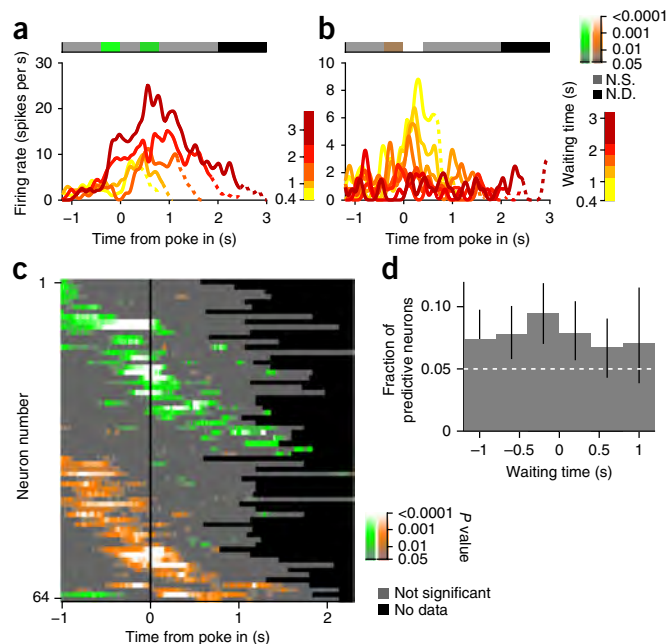 a
b
Firing rate (spikes per s)
30
20
10
0
–1
0
1
2
3
Time from poke in (s)
3
2
1
0.4
8
6
4
2
0
–1
0
1
2
3
Time from poke in (s)
<0.0001
0.001
0.01
0.05
N.S.
N.D.
Waiting time (s)
3
2
1
0.4
c
Neuron number
1
64
–1
0
1
2
Time from poke in (s)
d
Fraction of
predictive neurons
0.10
0.05
0
–1
–0.5
0
0.5
1
Waiting time (s)
<0.0001
0.001
0.01
0.05
P value
Not significant
No data